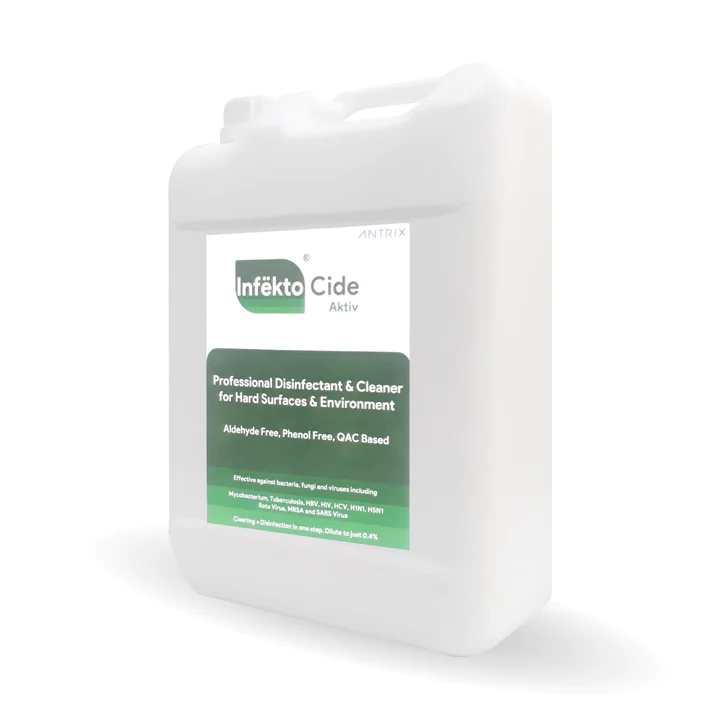 ANTRIX
®
Infëkto Cide
Aktiv
Professional Disinfectant & Cleaner
for Hard Surfaces & Environment
Aldehyde Free, Phenol Free, QAC Based
Effective against bacteria, fungi and viruses including
Mycobacterium, Tuberculosis, HBV, HIV, HCV, H1N1, H5N1
Rota Virus, MRSA and SARS Virus
Cleaning + Disinfection in one step. Dilute to just 0.4%